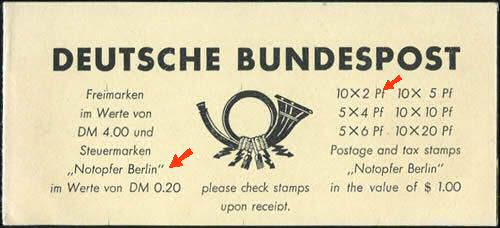 DEUTSCHE BUNDESPOST
Freimarken
im Werte von
DM 4.00 und
Steuermarken
„Notopfer Berlin“
im Werte von DM 0.20
please check stamps
upon receipt.
10×2 Pf 10× 5 Pf
5×4 Pf 10×10 Pf
5×6 Pf 10×20 Pf
Postage and tax stamps
„Notopfer Berlin“
in the value of $ 1.00